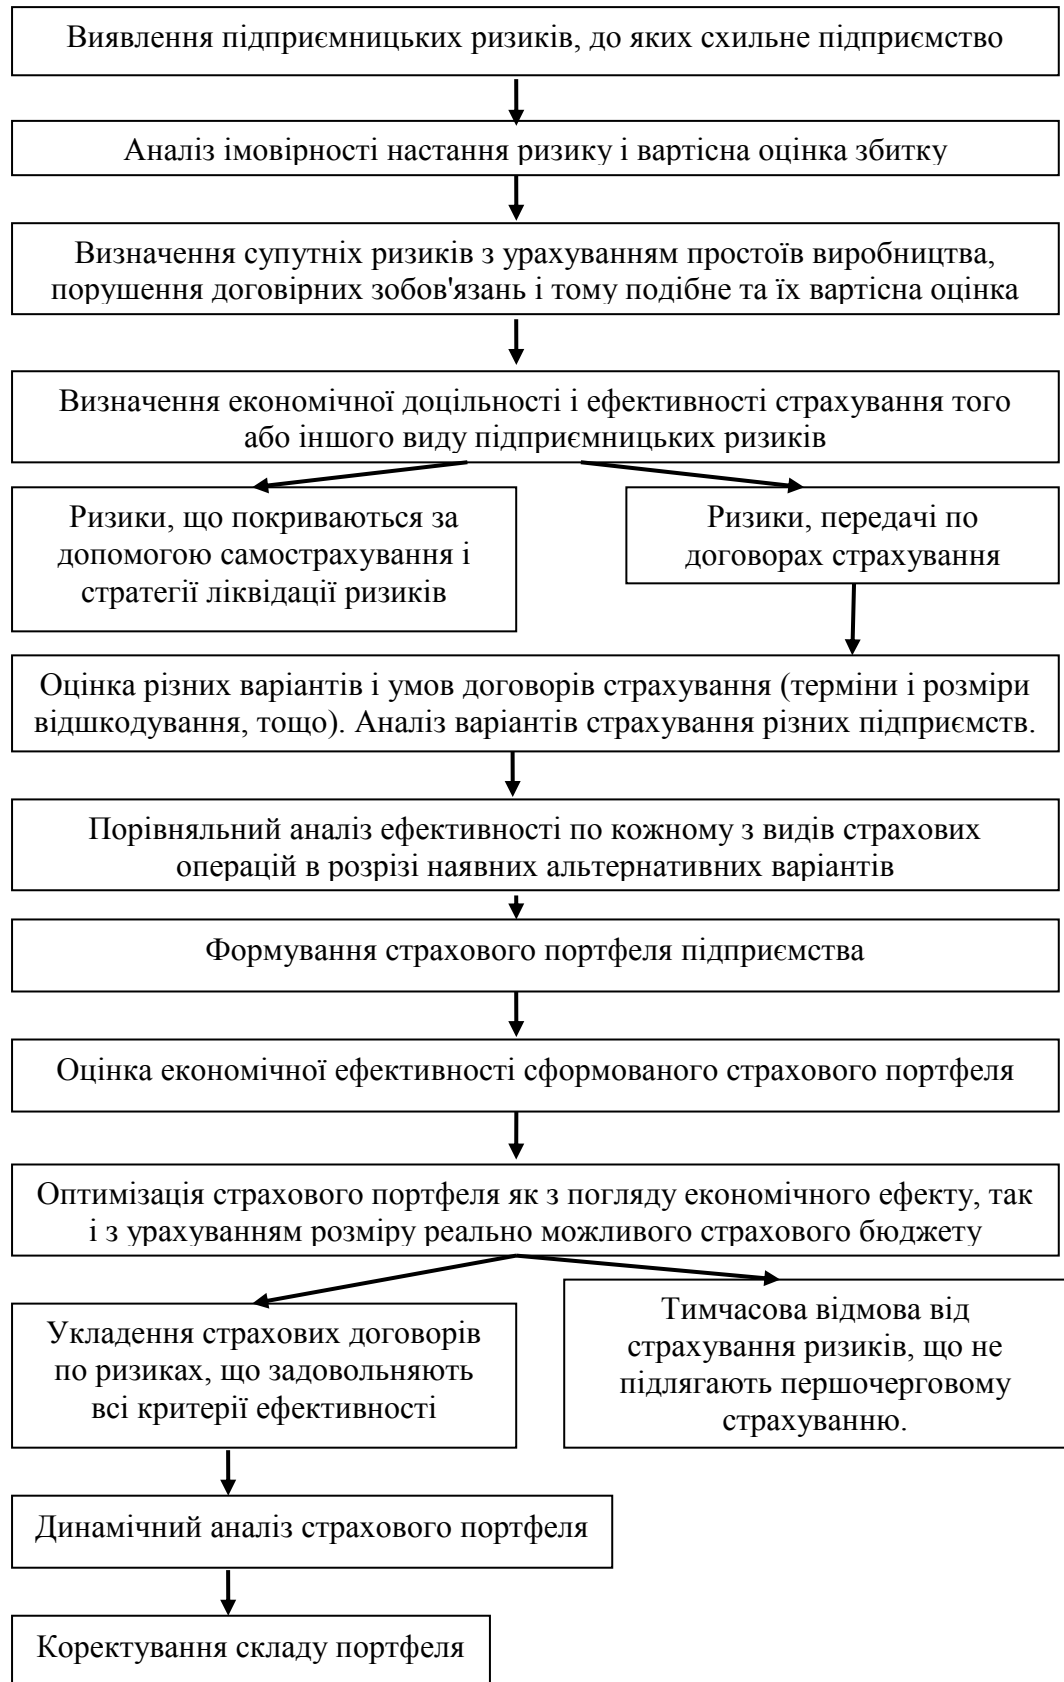 Виявлення підприємницьких ризиків, до яких схильне підприємство
Аналіз імовірності настання ризику і вартісна оцінка збитку
Визначення супутніх ризиків з урахуванням простоїв виробництва,
порушення договірних зобов'язань і тому подібне та їх вартісна оцінка
Визначення економічної доцільності і ефективності страхування того
або іншого виду підприємницьких ризиків
Ризики, що покриваються за
допомогою самострахування і
стратегії ліквідації ризиків
Ризики, передачі по
договорах страхування
Оцінка різних варіантів і умов договорів страхування (терміни і розміри
відшкодування, тощо). Аналіз варіантів страхування різних підприємств.
Порівняльний аналіз ефективності по кожному з видів страхових
операцій в розрізі наявних альтернативних варіантів
Формування страхового портфеля підприємства
Оцінка економічної ефективності сформованого страхового портфеля
Оптимізація страхового портфеля як з погляду економічного ефекту, так
і з урахуванням розміру реально можливого страхового бюджету
Укладення страхових договорів
по ризиках, що задовольняють
всі критерії ефективності
Тимчасова відмова від
страхування ризиків, що не
підлягають першочерговому
страхуванню.
Динамічний аналіз страхового портфеля
Коректування складу портфеля